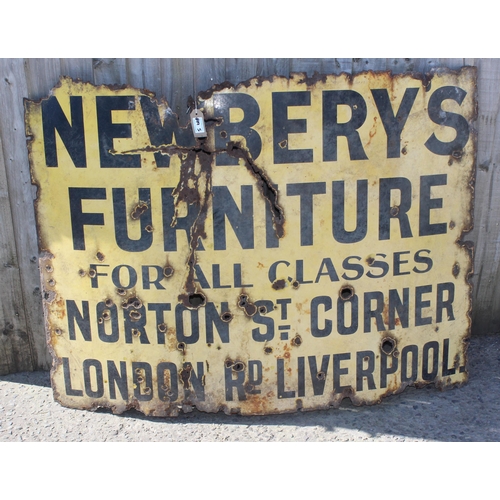 NEWBERYS
FURNITURE
FOR ALL CLASSES
NORTON ST. CORNER
LONDON RD LIVERPOOL.